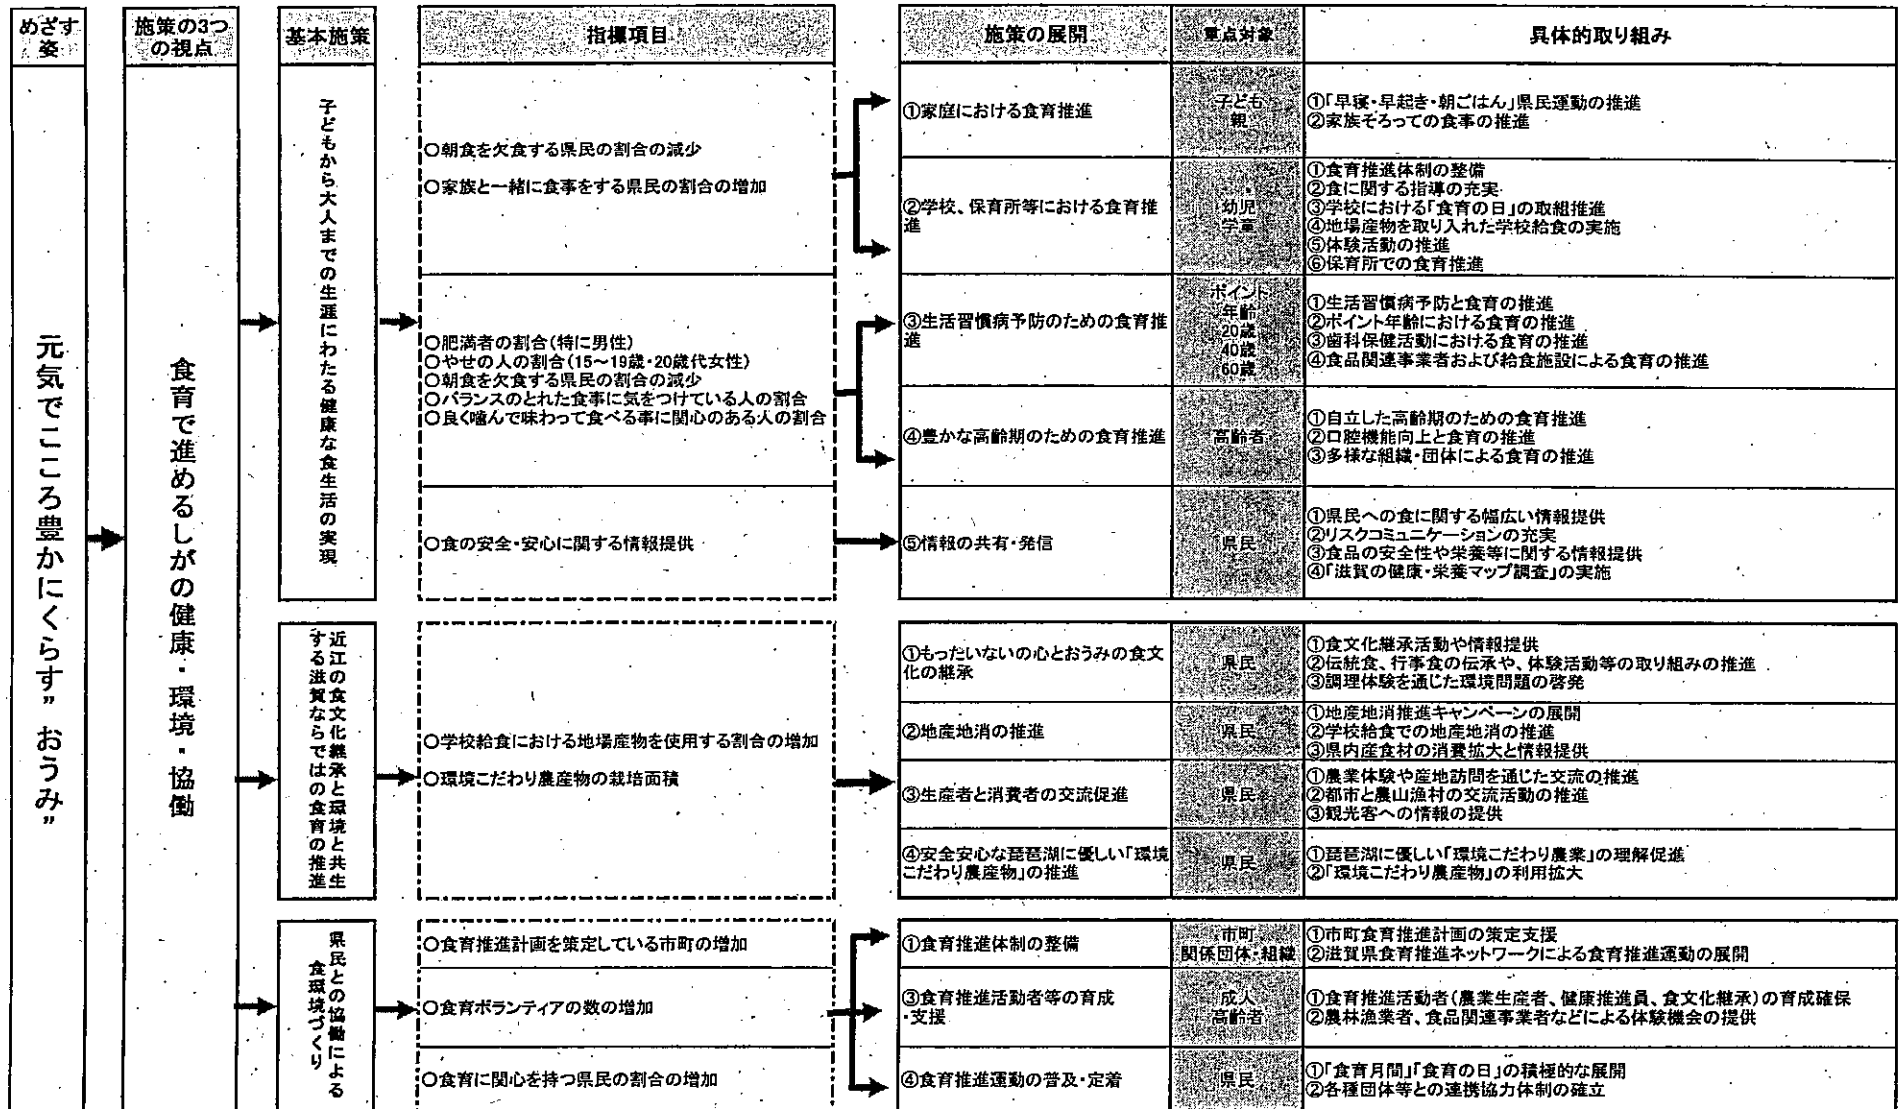 めざす
姿
施策の3つ
の視点
基本施策
指標項目
施策の展開
重点対象
具体的取り組み
元気でこころ豊かにくらす”おうみ”
食育で進めるしがの健康・環境・協働
子どもから大人までの生涯にわたる健康な食生活の実現
○朝食を欠食する県民の割合の減少
○家族と一緒に食事をする県民の割合の増加
①家庭における食育推進
子ども
親
①「早寝・早起き・朝ごはん」県民運動の推進
②家族そろっての食事の推進
②学校、保育所等における食育推
進
幼児
学童
①食育推進体制の整備
②食に関する指導の充実
③学校における「食育の日」の取組推進
④地場産物を取り入れた学校給食の実施
⑤体験活動の推進
⑥保育所での食育推進
○肥満者の割合(特に男性)
○やせの人の割合(15～19歳・20歳代女性)
○朝食を欠食する県民の割合の減少
○バランスのとれた食事に気をつけている人の割合
○良く噛んで味わって食べる事に関心のある人の割合
③生活習慣病予防のための食育推
進
ポイント
年齢
20歳
40歳
60歳
①生活習慣病予防と食育の推進
②ポイント年齢における食育の推進
③歯科保健活動における食育の推進
④食品関連事業者および給食施設による食育の推進
④豊かな高齢期のための食育推進
高齢者
①自立した高齢期のための食育推進
②口腔機能向上と食育の推進
③多様な組織・団体による食育の推進
○食の安全・安心に関する情報提供
⑤情報の共有・発信
県民
①県民への食に関する幅広い情報提供
②リスクコミュニケーションの充実
③食品の安全性や栄養等に関する情報提供
④「滋賀の健康・栄養マップ調査」の実施
近江の食文化継承と環境と共生
する滋賀ならではの食育の推進
○学校給食における地場産物を使用する割合の増加
○環境こだわり農産物の栽培面積
①もったいないの心とおうみの食文
化の継承
県民
①食文化継承活動や情報提供
②伝統食、行事食の伝承や、体験活動等の取り組みの推進
③調理体験を通じた環境問題の啓発
②地産地消の推進
県民
①地産地消推進キャンペーンの展開
②学校給食での地産地消の推進
③県内産食材の消費拡大と情報提供
③生産者と消費者の交流促進
県民
①農業体験や産地訪問を通じた交流の推進
②都市と農山漁村の交流活動の推進
③観光客への情報の提供
④安全安心な琵琶湖に優しい「環境
こだわり農産物」の推進
県民
①琵琶湖に優しい「環境こだわり農業」の理解促進
②「環境こだわり農産物」の利用拡大
県民との協働による
食環境づくり
○食育推進計画を策定している市町の増加
①食育推進体制の整備
市町
関係団体・組織
①市町食育推進計画の策定支援
②滋賀県食育推進ネットワークによる食育推進運動の展開
○食育ボランティアの数の増加
③食育推進活動者等の育成
・支援
成人
高齢者
①食育推進活動者(農業生産者、健康推進員、食文化継承)の育成確保
②農林漁業者、食品関連事業者などによる体験機会の提供
○食育に関心を持つ県民の割合の増加
④食育推進運動の普及・定着
県民
①「食育月間」「食育の日」の積極的な展開
②各種団体等との連携協力体制の確立